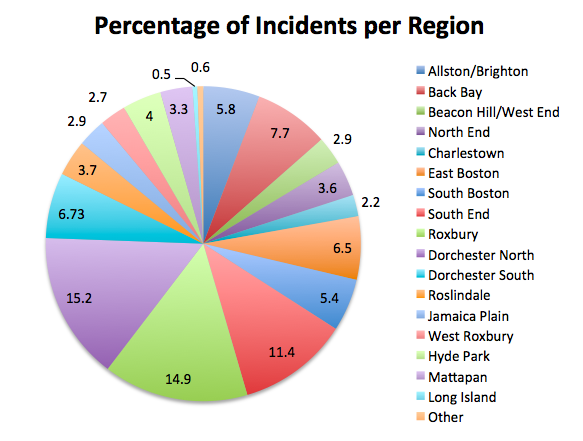 Percentage of Incidents per Region
0.5
0.6
5.8
7.7
2.9
3.6
2.2
6.5
5.4
11.4
14.9
15.2
6.73
3.7
2.9
2.7
4
3.3
Allston/Brighton
Back Bay
Beacon Hill/West End
North End
Charlestown
East Boston
South Boston
South End
Roxbury
Dorchester North
Dorchester South
Roslindale
Jamaica Plain
West Roxbury
Hyde Park
Mattapan
Long Island
Other